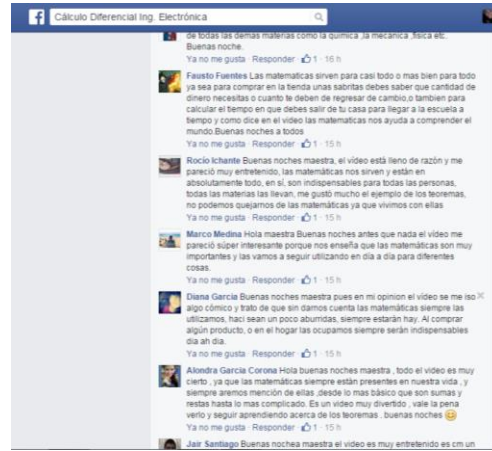 Cálculo Diferencial Ing. Electrónica
de todas las demas materias como la quimica ,la mecanica ,fisica etc.
Buenas noche.
Ya no me gusta · Responder · 1 · 16 h
Fausto Fuentes Las matematicas sirven para casi todo o mas bien para todo
ya sea para comprar en la tienda unas sabritas debes saber que cantidad de
dinero necesitas o cuanto te deben de regresar de cambio,o tambien para
calcular el tiempo en que debes salir de tu casa para llegar a la escuela a
tiempo y como dice en el video las matematicas nos ayuda a comprender el
mundo.Buenas noches a todos
Ya no me gusta · Responder · 1 · 15 h
Rocío Ichante Buenas noches maestra, el vídeo está lleno de razón y me
pareció muy entretenido, las matemáticas nos sirven y están en
absolutamente todo, en sí, son indispensables para todas las personas,
todas las materias las llevan, me gustó mucho el ejemplo de los teoremas,
no podemos quejarnos de las matemáticas ya que vivimos con ellas
Ya no me gusta · Responder · 1 · 15 h
Marco Medina Hola maestra Buenas noches antes que nada el vídeo me
pareció súper interesante porque nos enseña que las matemáticas son muy
importantes y las vamos a seguir utilizando en día a día para diferentes
cosas.
Ya no me gusta · Responder · 1 · 15 h
Diana Garcia Buenas noches maestra pues en mi opinion el vídeo se me iso
algo cómico y trato de que sin darnos cuenta las matemáticas siempre las
utilizamos, haci sean un poco aburridas, siempre estarán hay. Al comprar
algún producto, o en el hogar las ocupamos siempre serán indispensables
dia ah dia.
Ya no me gusta · Responder · 1 · 15 h
Alondra Garcia Corona Hola buenas noches maestra , todo el video es muy
cierto , ya que las matemáticas siempre están presentes en nuestra vida , y
siempre aremos mención de ellas ,desde lo mas básico que son sumas y
restas hasta lo mas complicado. Es un video muy divertido , vale la pena
verlo y seguir aprendiendo acerca de los teoremas . buenas noches
Ya no me gusta · Responder · 1 · 15 h
Jair Santiago Buenas nochea maestra el video es muy entretenido es cm un